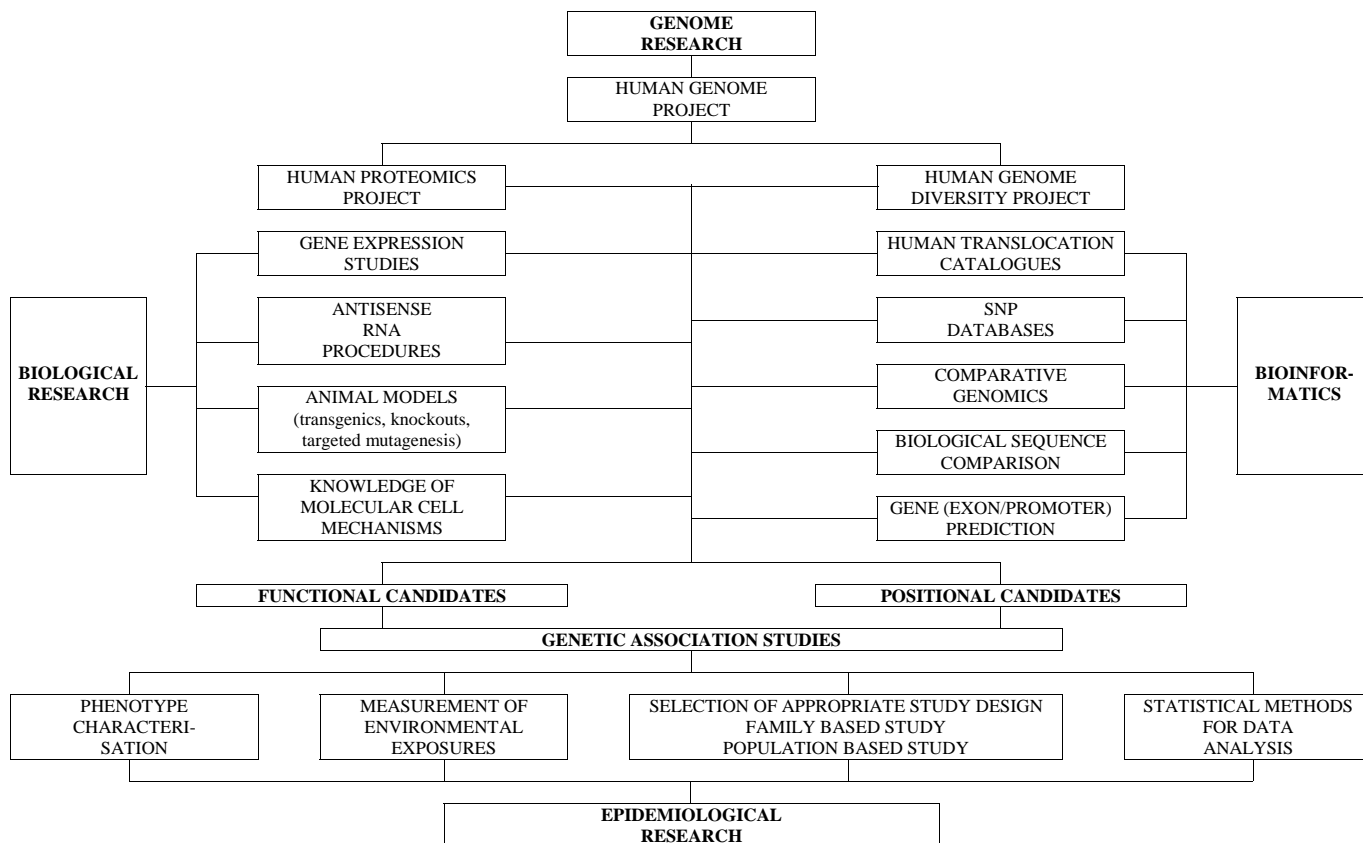 GENOME
RESEARCH
HUMAN GENOME
PROJECT
HUMAN PROTEOMICS
PROJECT
HUMAN GENOME
DIVERSITY PROJECT
GENE EXPRESSION
STUDIES
HUMAN TRANSLOCATION
CATALOGUES
ANTISENSE
RNA
PROCEDURES
SNP
DATABASES
BIOLOGICAL
RESEARCH
ANIMAL MODELS
(transgenics, knockouts,
targeted mutagenesis)
COMPARATIVE
GENOMICS
BIOINFOR-
MATICS
BIOLOGICAL SEQUENCE
COMPARISON
KNOWLEDGE OF
MOLECULAR CELL
MECHANISMS
GENE (EXON/PROMOTER)
PREDICTION
FUNCTIONAL CANDIDATES
POSITIONAL CANDIDATES
GENETIC ASSOCIATION STUDIES
PHENOTYPE
CHARACTERI-
SATION
MEASUREMENT OF
ENVIRONMENTAL
EXPOSURES
SELECTION OF APPROPRIATE STUDY DESIGN
FAMILY BASED STUDY
POPULATION BASED STUDY
STATISTICAL METHODS
FOR DATA
ANALYSIS
EPIDEMIOLOGICAL
RESEARCH